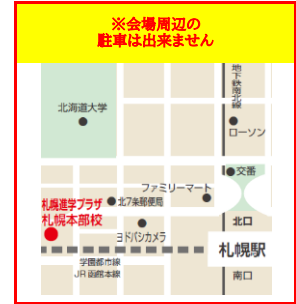 ※会場周辺の
駐車は出来ません
地下鉄南北線
北海道大学
ローソン
交番
ファミリーマート
札幌進学プラザ
札幌本部校
北7条郵便局
北口
ヨドバシカメラ
札幌駅
学園都市線
JR函館本線
南口